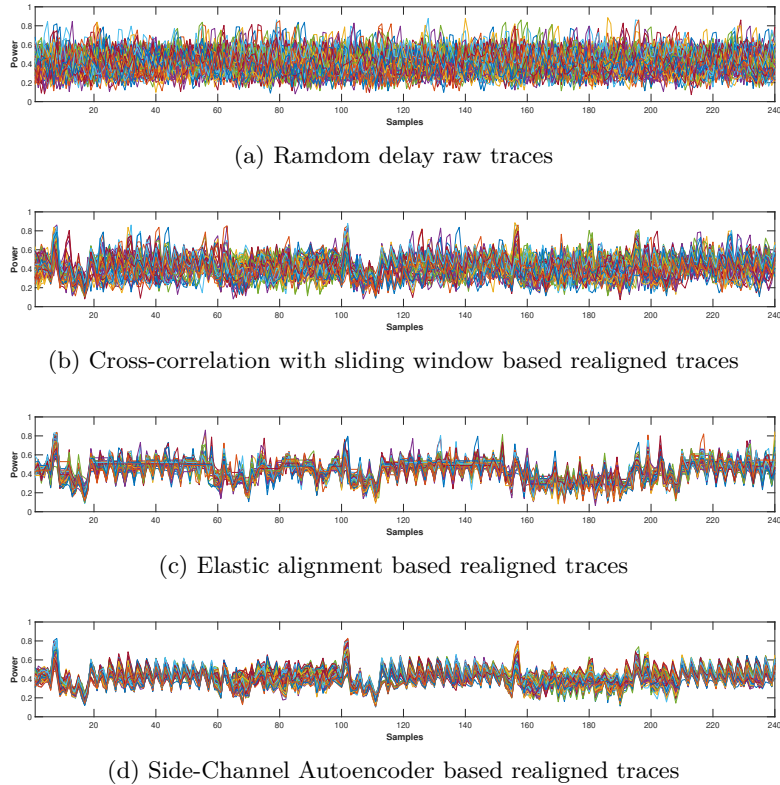 1
0.8
0.6
0.4
0.2
0
Power
20 40 60 80 100 120 140 160 180 200 220 240
Samples
(a) Ramdom delay raw traces
1
0.8
0.6
0.4
0.2
0
Power
20 40 60 80 100 120 140 160 180 200 220 240
Samples
(b) Cross-correlation with sliding window based realigned traces
1
0.8
0.6
0.4
0.2
0
Power
20 40 60 80 100 120 140 160 180 200 220 240
Samples
(c) Elastic alignment based realigned traces
1
0.8
0.6
0.4
0.2
0
Power
20 40 60 80 100 120 140 160 180 200 220 240
Samples
(d) Side-Channel Autoencoder based realigned traces